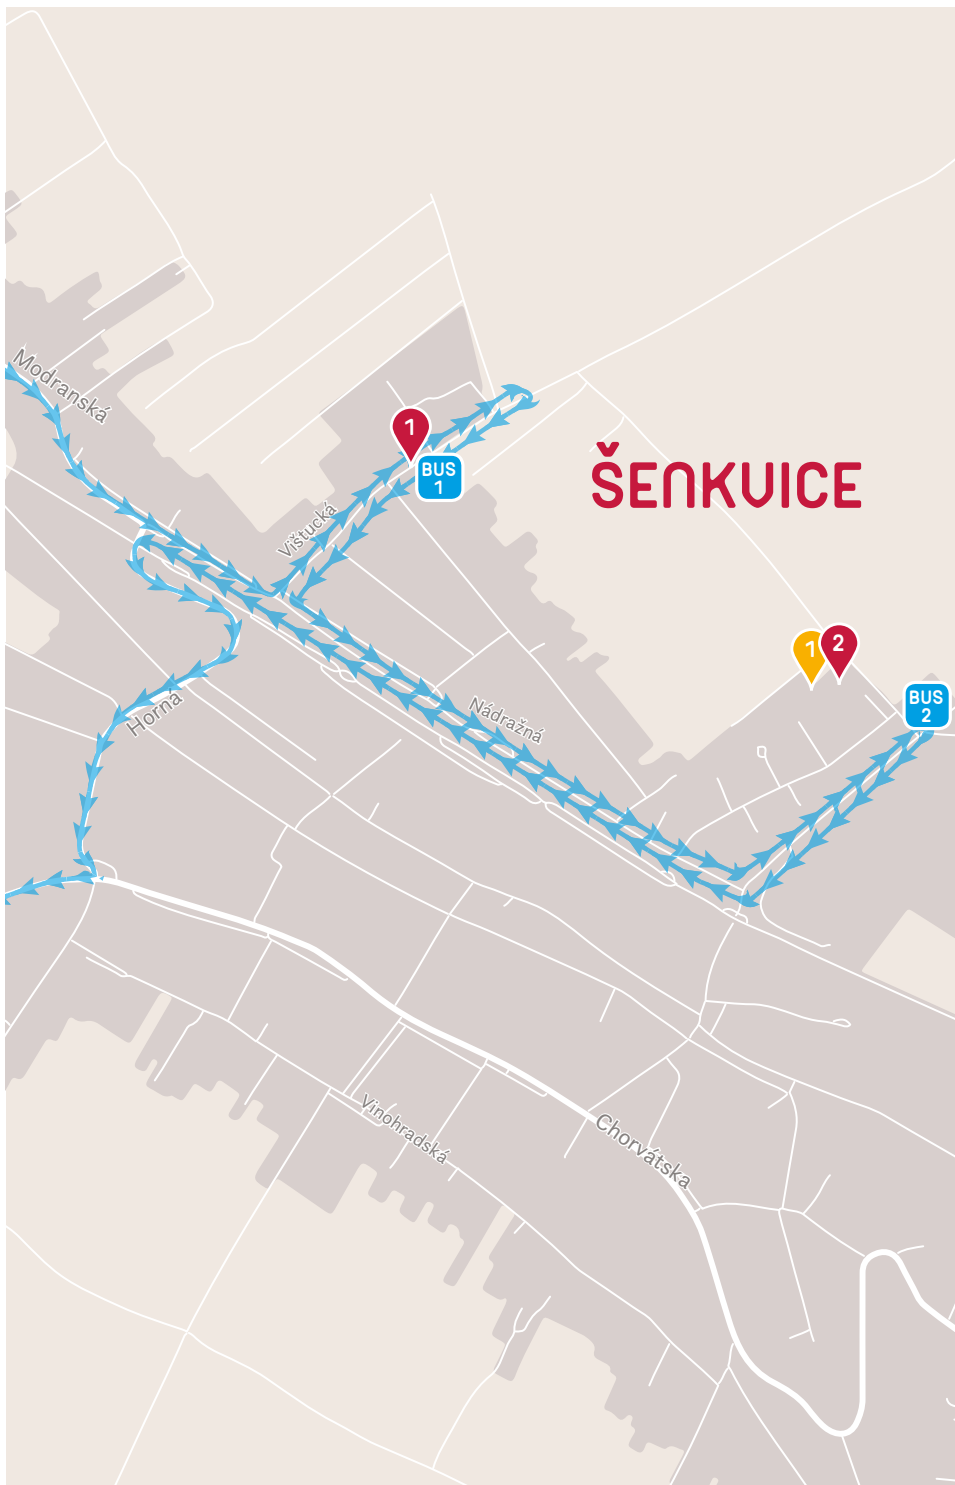 Modranská
1
BUS
1
ŠENKVICE
Vištucká
1
2
BUS
2
Nádražná
Horná
Vinohradská
Chorvátska